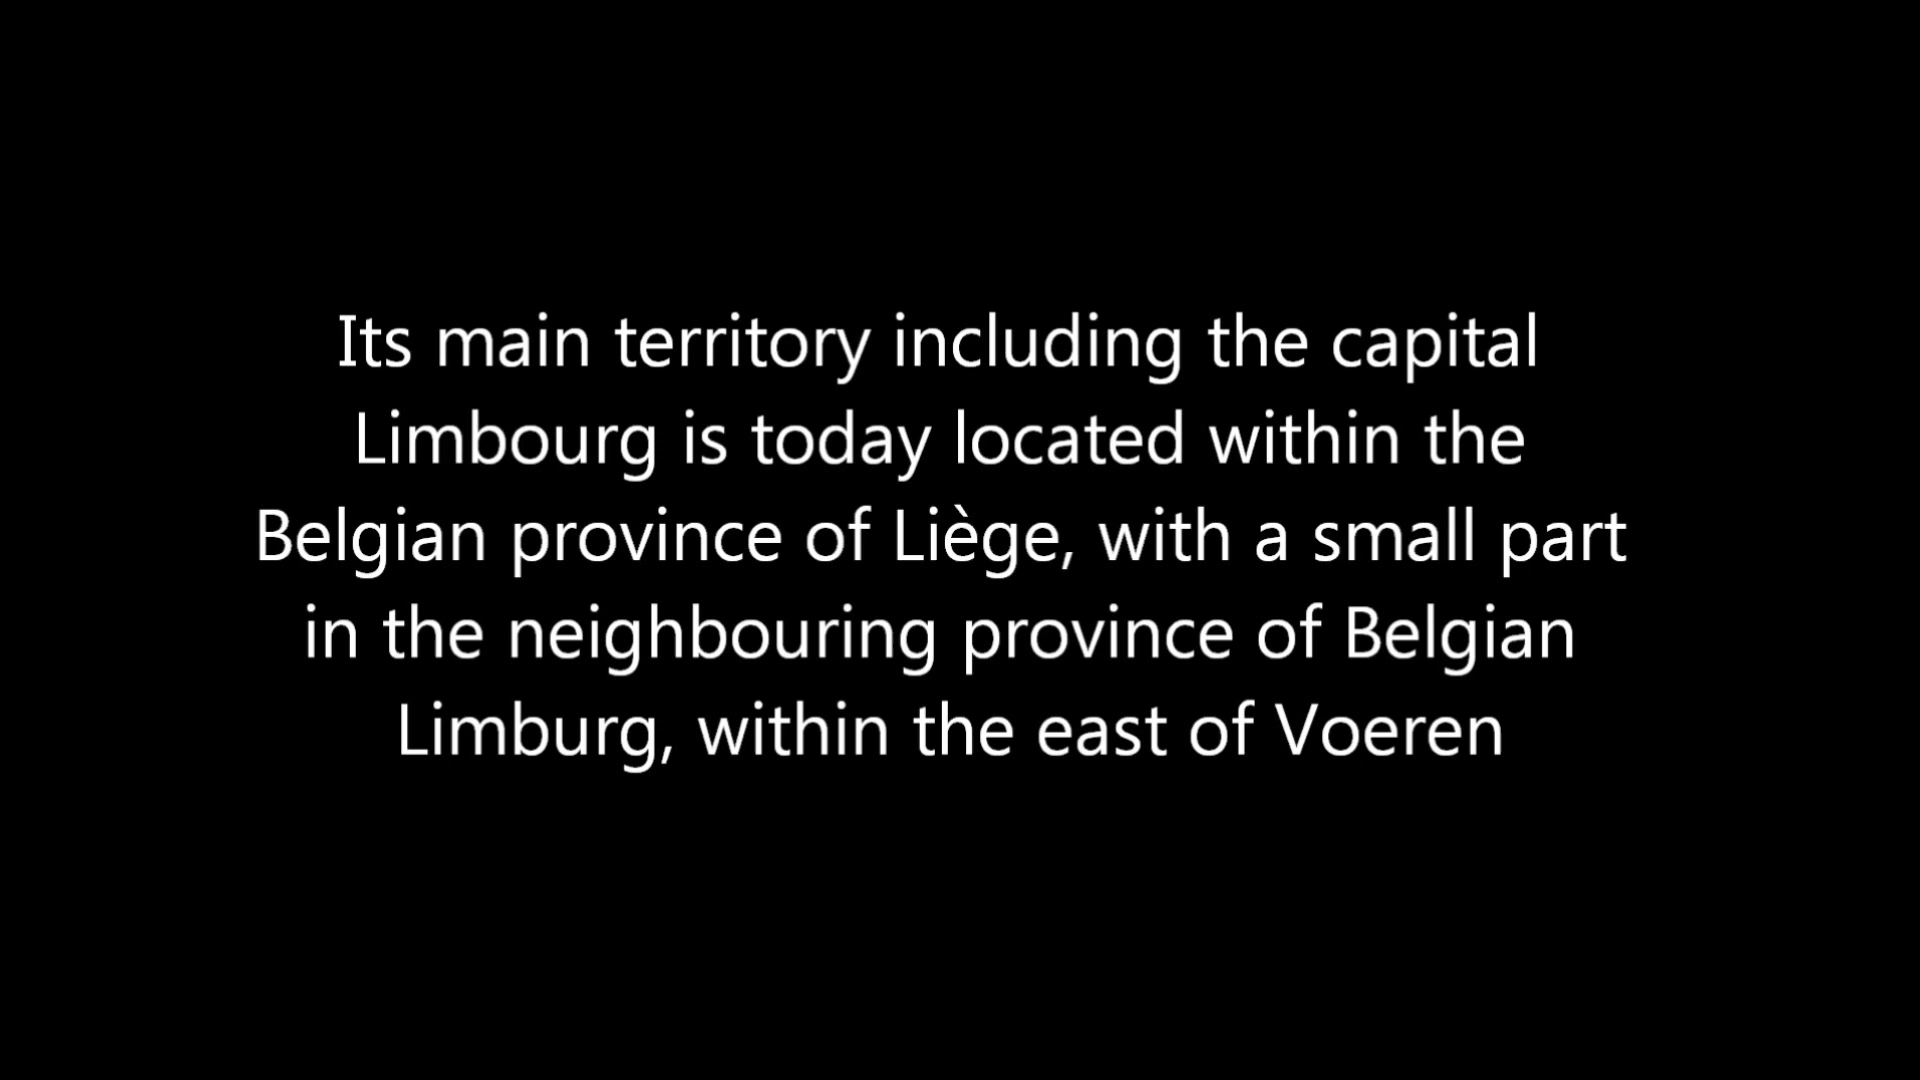 Its main territory including the capital
Limbourg is today located within the
Belgian province of Liège, with a small part
in the neighbouring province of Belgian
Limburg, within the east of Voeren